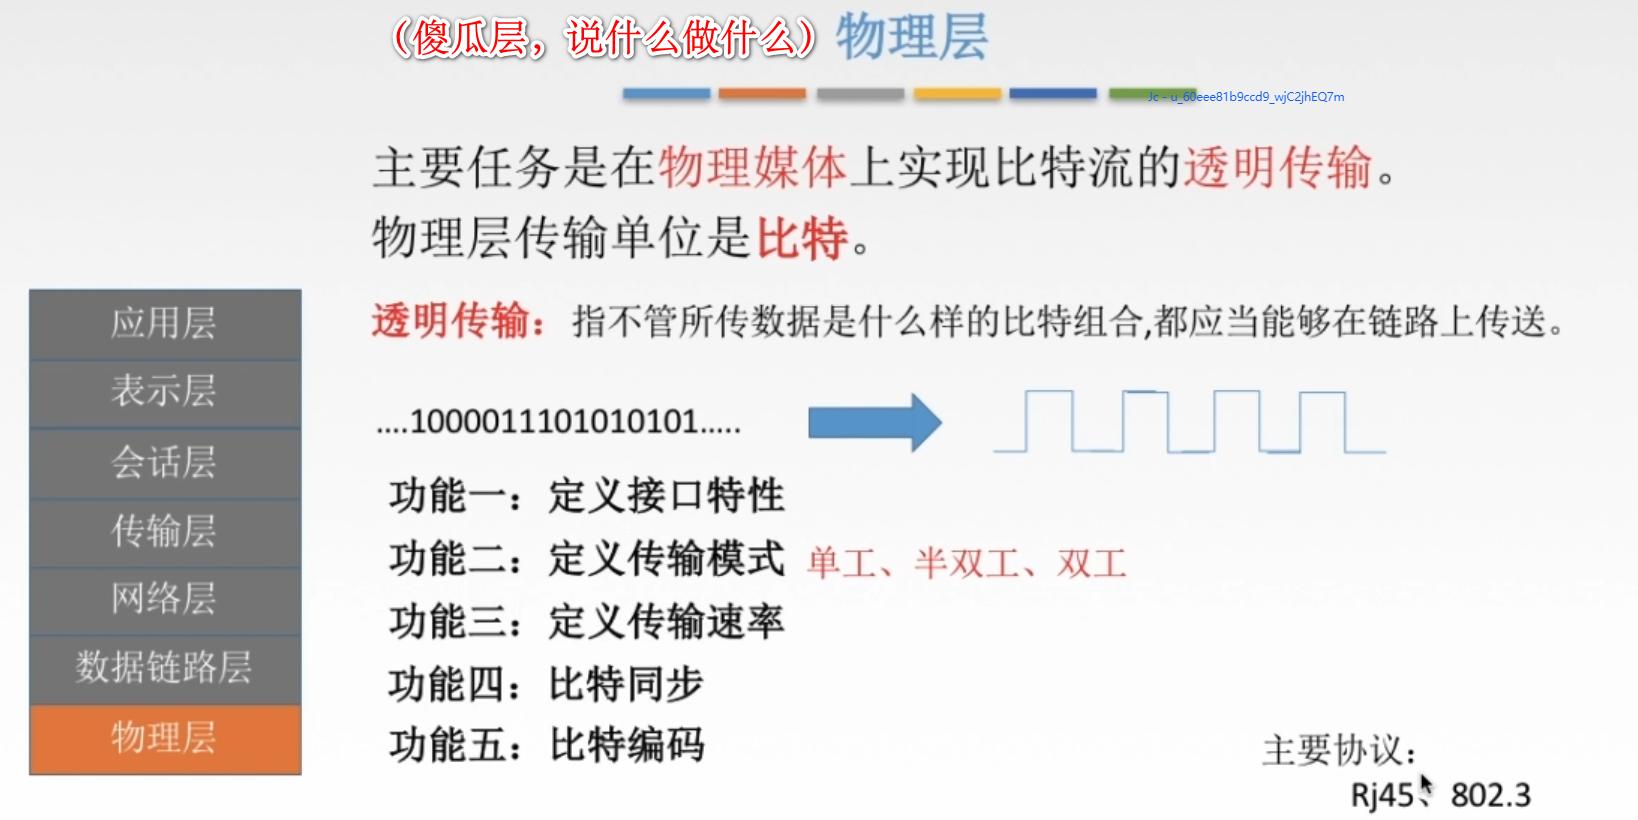 （傻瓜层，说什么做什么）物理层
Jc - u_60eee81b9ccd9_wjC2jhEQ7m
主要任务是在物理媒体上实现比特流的透明传输。
物理层传输单位是比特。
透明传输：指不管所传数据是什么样的比特组合,都应当能够在链路上传送。
....1000011101010101.....
功能一：定义接口特性
功能二：定义传输模式 单工、半双工、双工
功能三：定义传输速率
功能四：比特同步
功能五：比特编码
应用层
表示层
会话层
传输层
网络层
数据链路层
物理层
主要协议：
Rj45、802.3